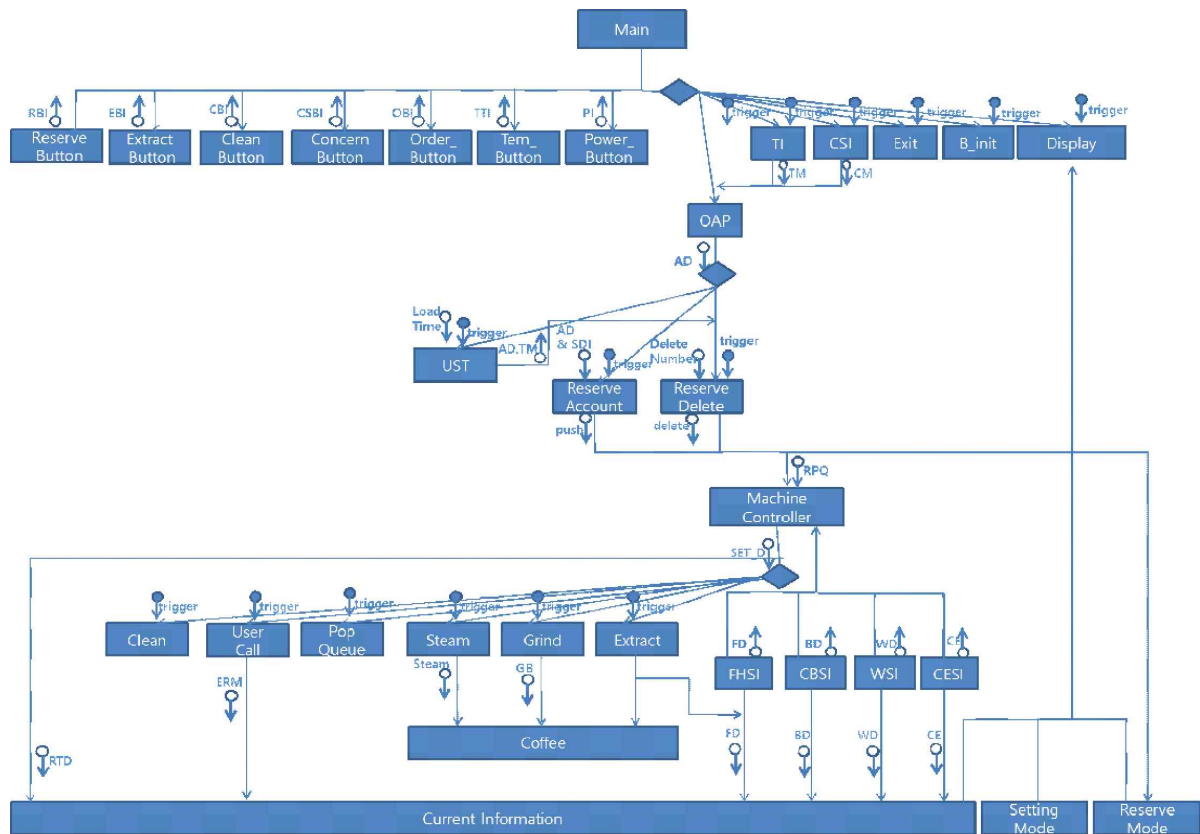 Main
RBI
EBI
CBI
CSBI
OBI
TTI
PI
trigger
trigger
trigger
trigger
trigger
trigger
Reserve
Button
Extract
Button
Clean
Button
Concern
Button
Order_
Button
Tem_
Button
Power_
Button
TI
CSI
Exit
B_init
Display
TM
CM
OAP
AD
Load
Time
trigger
AD.TM
AD
& SDI
trigger
Delete
Number
trigger
UST
Reserve
Account
Reserve
Delete
push
delete
RPQ
Machine
Controller
SET_D
trigger
trigger
trigger
trigger
trigger
trigger
Clean
User
Call
Pop
Queue
Steam
Grind
Extract
FD
BD
WD
CE
FHSI
CBSI
WSI
CESI
ERM
Steam
GB
Coffee
RTD
FD
BD
WD
CE
Current Information
Setting
Mode
Reserve
Mode